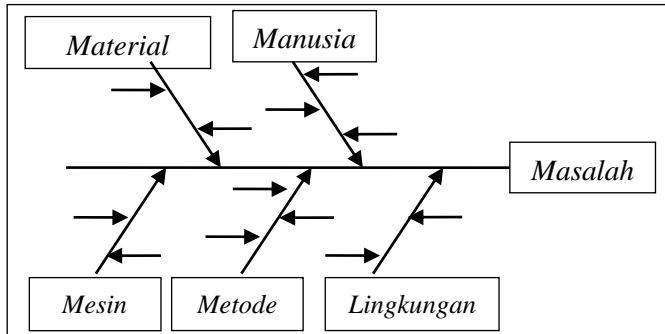 Material
Manusia
Masalah
Mesin
Metode
Lingkungan